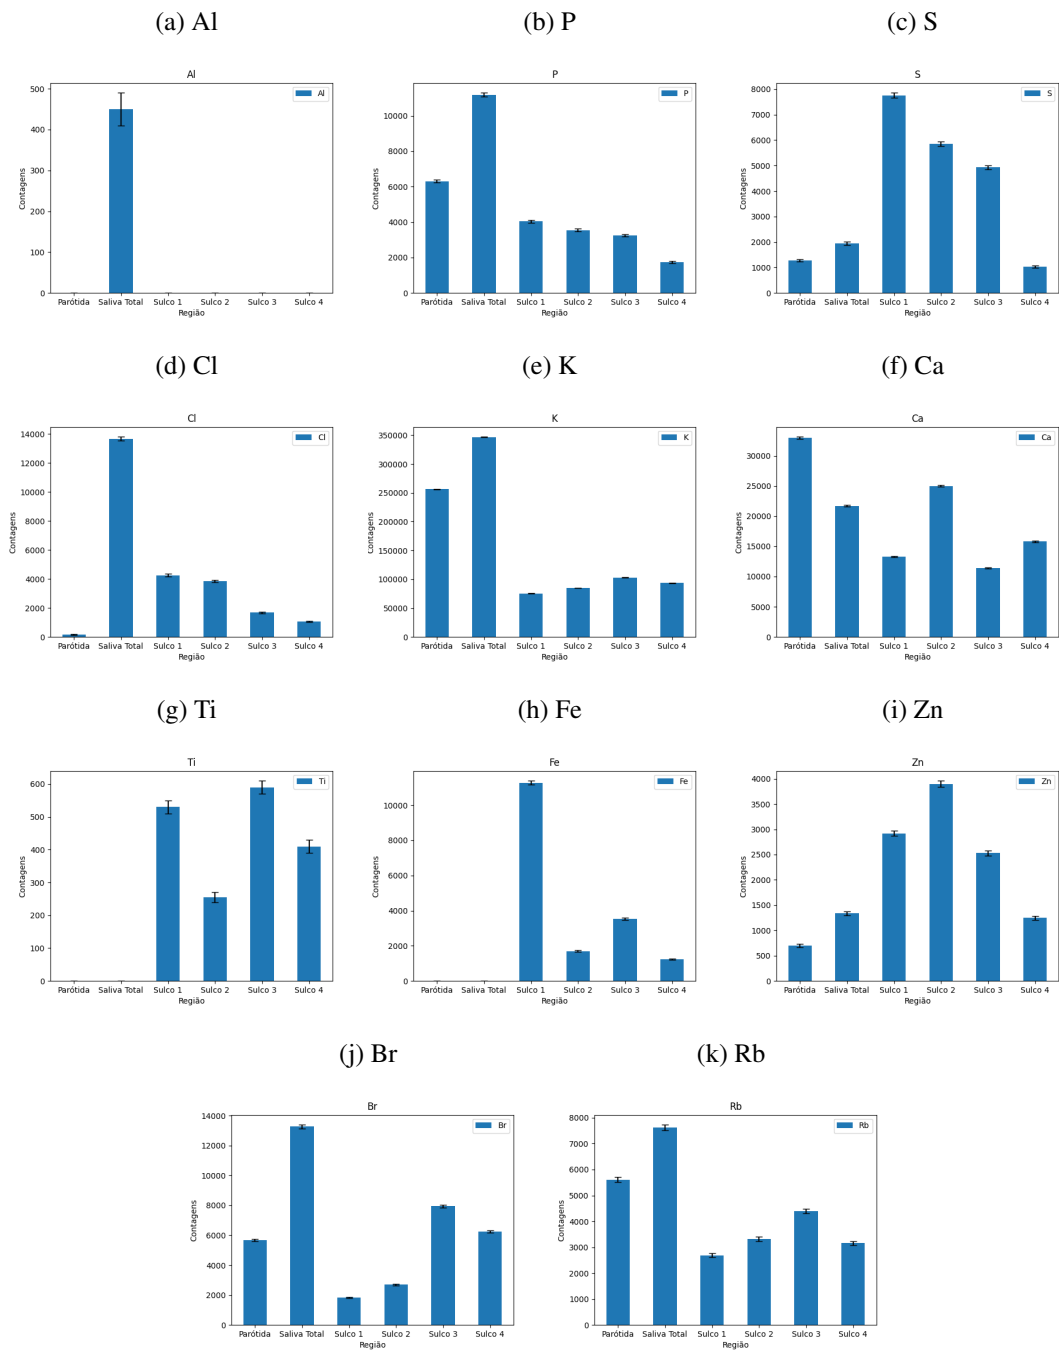 (a) Al
(b) P
(c) S
Al
Contagens
500
400
300
200
100
0
Al
Parótida Saliva Total Sulco 1 Sulco 2 Sulco 3 Sulco 4
Região
P
Contagens
10000
8000
6000
4000
2000
0
P
Parótida Saliva Total Sulco 1 Sulco 2 Sulco 3 Sulco 4
Região
S
Contagens
8000
7000
6000
5000
4000
3000
2000
1000
0
S
Parótida Saliva Total Sulco 1 Sulco 2 Sulco 3 Sulco 4
Região
(d) Cl
(e) K
(f) Ca
Cl
Contagens
14000
12000
10000
8000
6000
4000
2000
0
Cl
Parótida Saliva Total Sulco 1 Sulco 2 Sulco 3 Sulco 4
Região
K
Contagens
350000
300000
250000
200000
150000
100000
50000
0
K
Parótida Saliva Total Sulco 1 Sulco 2 Sulco 3 Sulco 4
Região
Ca
Contagens
30000
25000
20000
15000
10000
5000
0
Ca
Parótida Saliva Total Sulco 1 Sulco 2 Sulco 3 Sulco 4
Região
(g) Ti
(h) Fe
(i) Zn
Ti
Contagens
600
500
400
300
200
100
0
Ti
Parótida Saliva Total Sulco 1 Sulco 2 Sulco 3 Sulco 4
Região
Fe
Contagens
10000
8000
6000
4000
2000
0
Fe
Parótida Saliva Total Sulco 1 Sulco 2 Sulco 3 Sulco 4
Região
Zn
Contagens
4000
3500
3000
2500
2000
1500
1000
500
0
Zn
Parótida Saliva Total Sulco 1 Sulco 2 Sulco 3 Sulco 4
Região
(j) Br
(k) Rb
Br
Contagens
14000
12000
10000
8000
6000
4000
2000
0
Br
Parótida Saliva Total Sulco 1 Sulco 2 Sulco 3 Sulco 4
Região
Rb
Contagens
8000
7000
6000
5000
4000
3000
2000
1000
0
Rb
Parótida Saliva Total Sulco 1 Sulco 2 Sulco 3 Sulco 4
Região